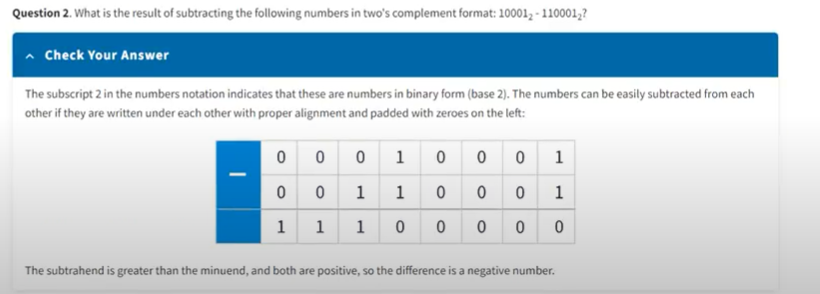 Question 2. What is the result of subtracting the following numbers in two's complement format: 10001₂ - 110001₂?
Check Your Answer
The subscript 2 in the numbers notation indicates that these are numbers in binary form (base 2). The numbers can be easily subtracted from each
other if they are written under each other with proper alignment and padded with zeroes on the left:
— 0 0 0 1 0 0 0 1
0 0 1 1 0 0 0 1
1 1 1 0 0 0 0 0
The subtrahend is greater than the minuend, and both are positive, so the difference is a negative number.